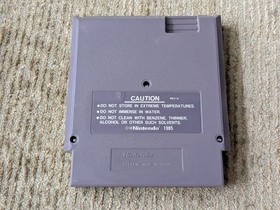 CAUTION
•DO NOT STORE IN EXTREME TEMPERATURES.
•DO NOT IMMERSE IN WATER.
•DO NOT CLEAN WITH BENZENE, THINNER,
ALCOHOL OR OTHER SUCH SOLVENTS.
©Nintendo 1985
Nintendo